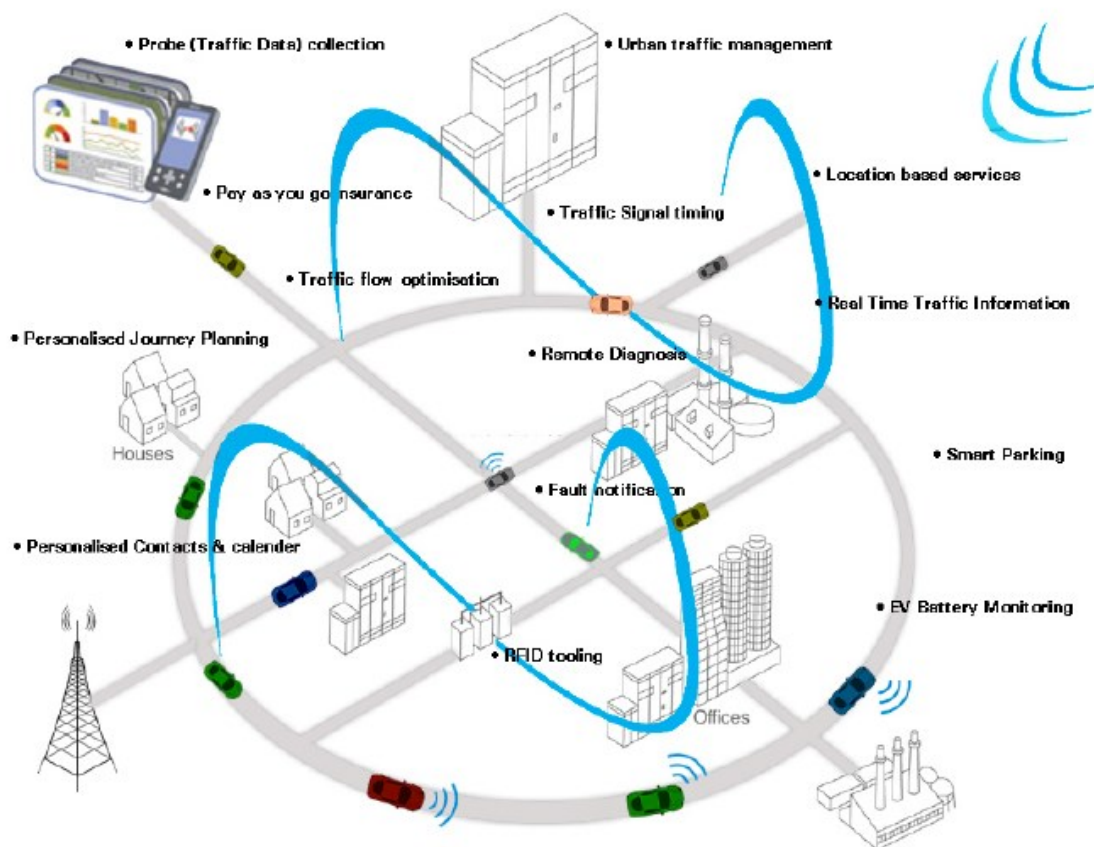 • Probe (Traffic Data) collection
• Urban traffic management
• Location based services
• Pay as you go insurance
• Traffic Signal timing
• Traffic flow optimisation
• Real Time Traffic Information
• Personalised Journey Planning
• Remote Diagnosis
Houses
• Smart Parking
• Fault notification
• Personalised Contacts & calender
• EV Battery Monitoring
• RFID tooling
Offices